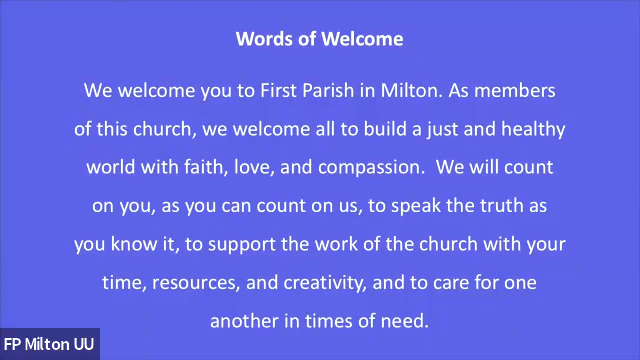 Words of Welcome
We welcome you to First Parish in Milton. As members
of this church, we welcome all to build a just and healthy
world with faith, love, and compassion.  We will count
on you, as you can count on us, to speak the truth as
you know it, to support the work of the church with your
time, resources, and creativity, and to care for one
another in times of need.
FP Milton UU